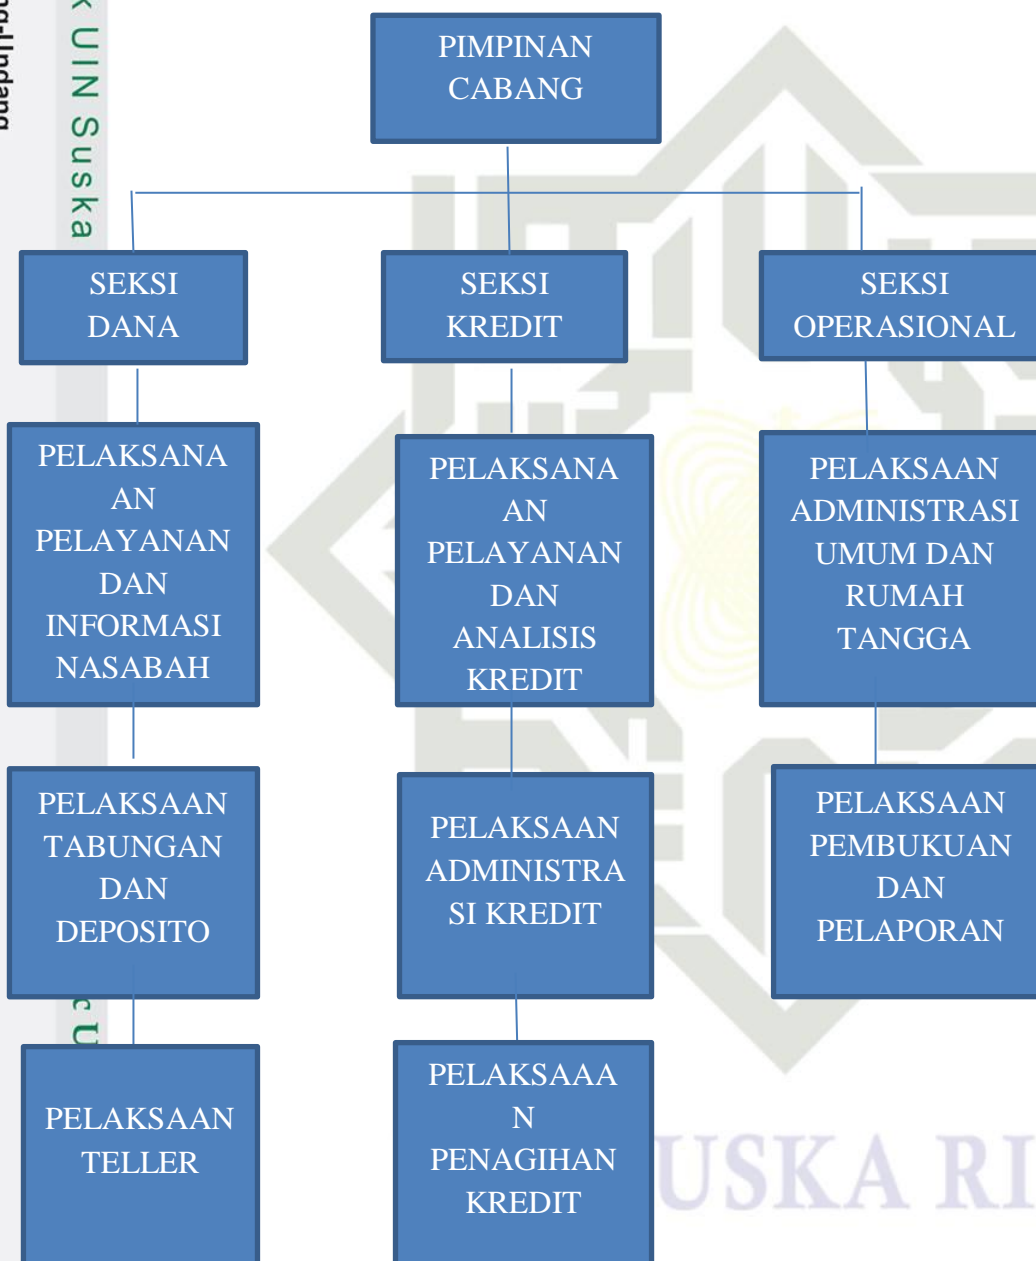 ng-Undang
k UIN Suska
PIMPINAN
CABANG
SEKSI
DANA
SEKSI
KREDIT
SEKSI
OPERASIONAL
PELAKSANA
AN
PELAYANAN
DAN
INFORMASI
NASABAH
PELAKSANA
AN
PELAYANAN
DAN
ANALISIS
KREDIT
PELAKSAAN
ADMINISTRASI
UMUM DAN
RUMAH
TANGGA
PELAKSAAN
TABUNGAN
DAN
DEPOSITO
PELAKSAAN
ADMINISTRA
SI KREDIT
PELAKSAAN
PEMBUKUAN
DAN
PELAPORAN
c U
PELAKSAAN
TELLER
PELAKSAAA
N
PENAGIHAN
KREDIT
USKA RI